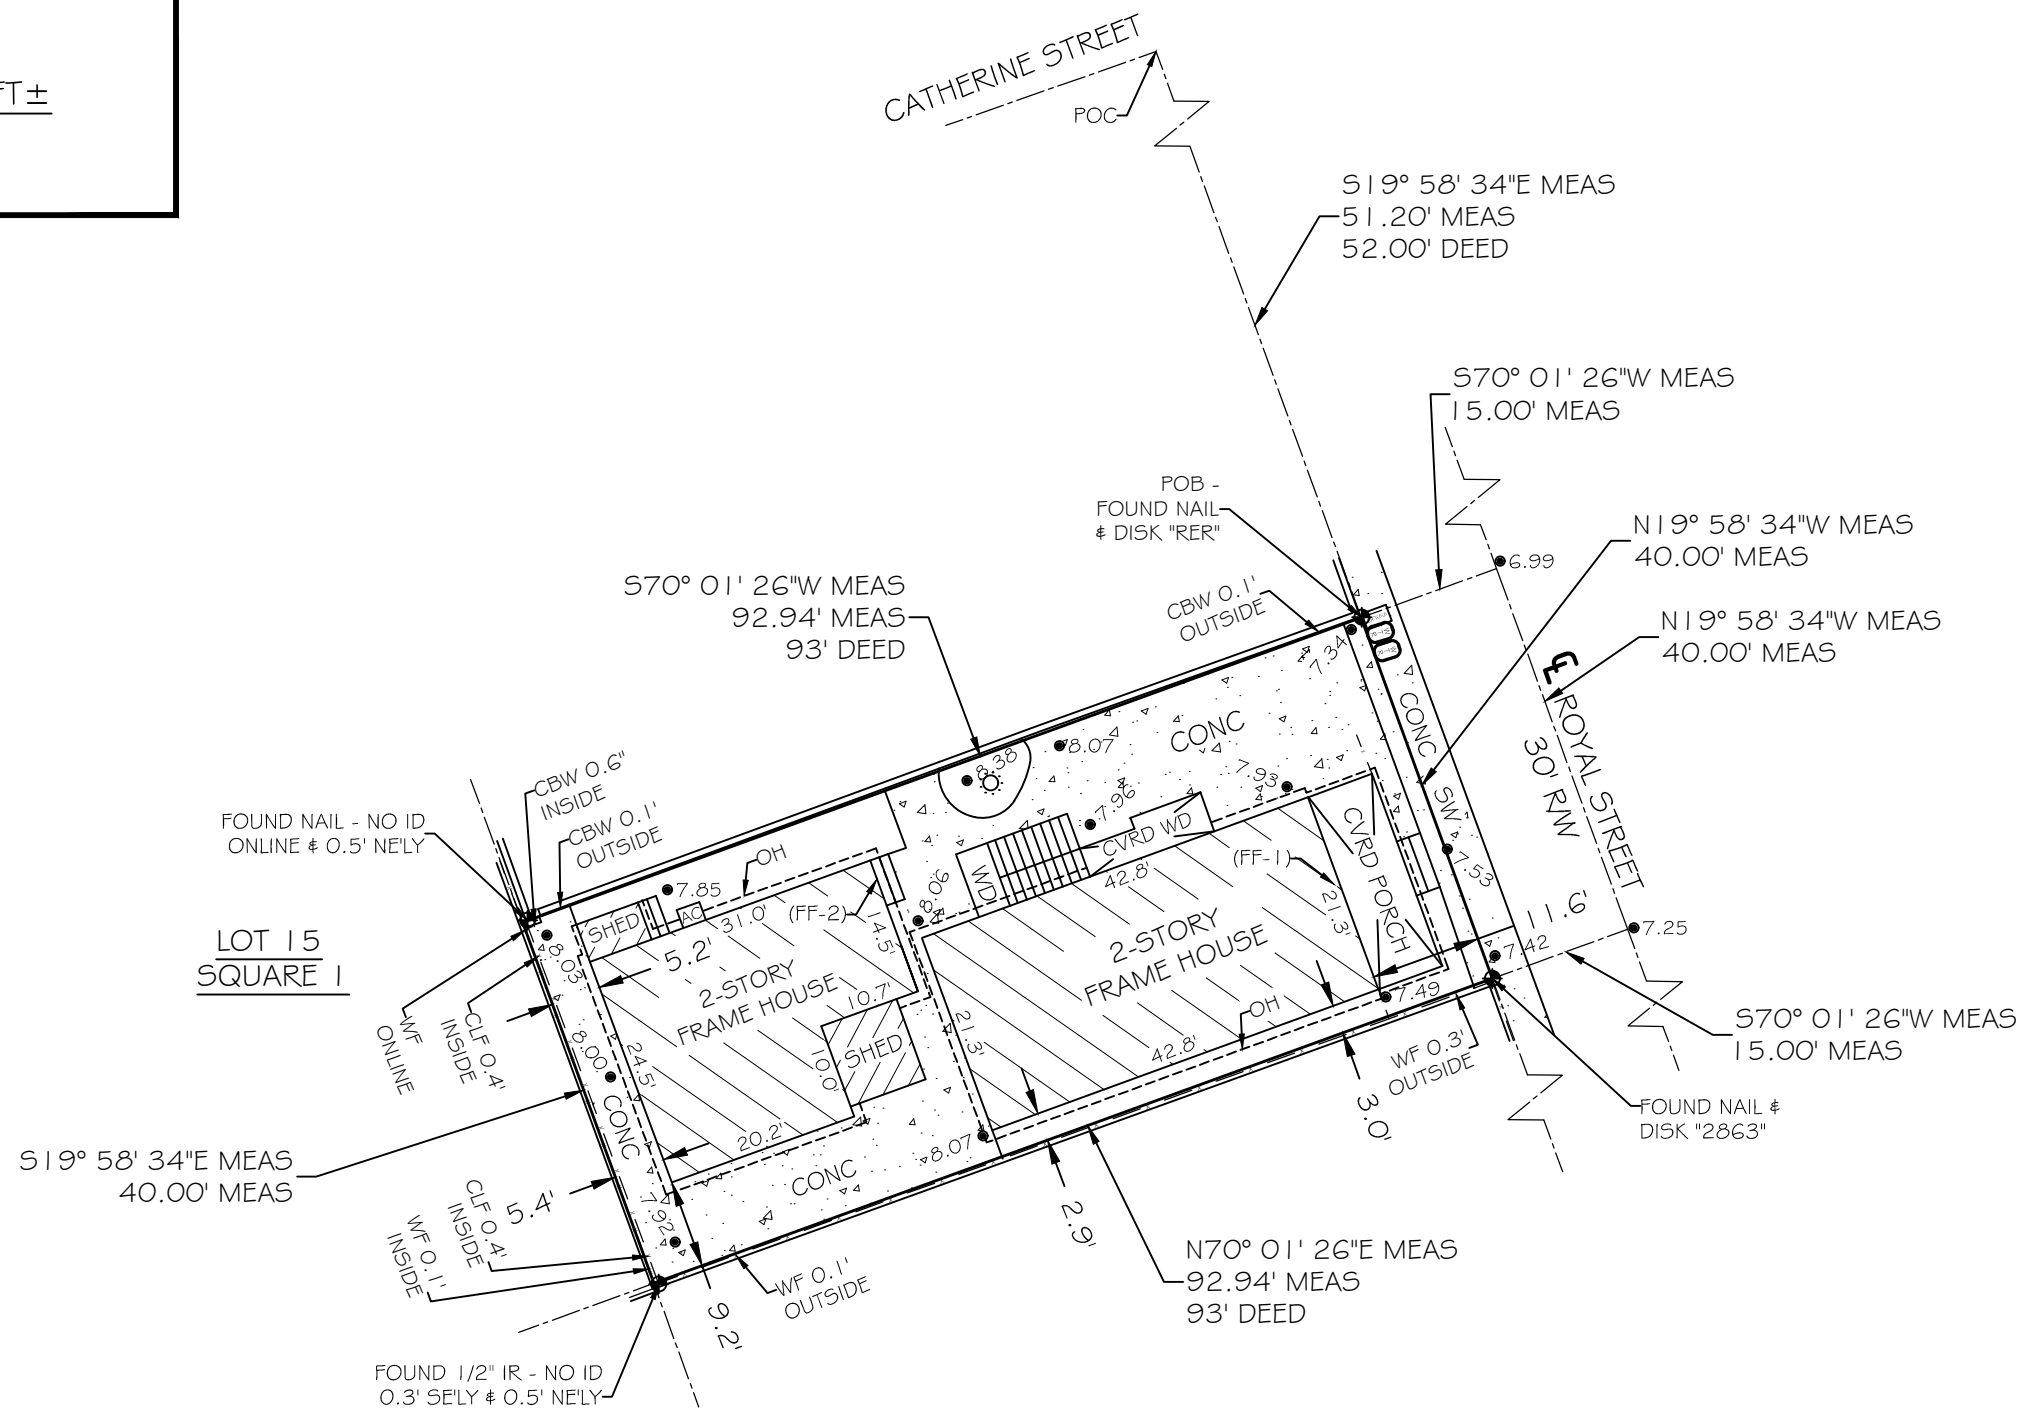 FT±
CATHERINE STREET
POC
S19° 58' 34"E MEAS
51.20' MEAS
52.00' DEED
S70° 01' 26"W MEAS
15.00' MEAS
POB -
FOUND NAIL
& DISK "RER"
6.99
N19° 58' 34"W MEAS
40.00' MEAS
S70° 01' 26"W MEAS
92.94' MEAS
93' DEED
CBW 0.1'
OUTSIDE
N19° 58' 34"W MEAS
40.00' MEAS
7.34
CL
ROYAL STREET
30' R/W
CONC
SW
CONC
8.07
8.38
7.93
7.96
CBW 0.6"
INSIDE
CBW 0.1'
OUTSIDE
FOUND NAIL - NO ID
ONLINE & 0.5' NE'LY
OH
7.85
CVRD WD
WD
CVRD PORCH
(FF-1)
42.8'
21.3'
7.53
11.6'
7.25
7.42
SHED
AC
31.0'
(FF-2)
14.5'
8.06
LOT 15
SQUARE 1
8.03
5.2'
2-STORY
FRAME HOUSE
2-STORY
FRAME HOUSE
10.7'
7.49
OH
WF
ONLINE
CLF 0.4'
INSIDE
8.00
24.5'
10.0'
SHED
21.3'
42.8'
WF 0.3'
OUTSIDE
S70° 01' 26"W MEAS
15.00' MEAS
FOUND NAIL &
DISK "2863"
3.0'
CONC
20.2'
8.07
S19° 58' 34"E MEAS
40.00' MEAS
CLF 0.4'
INSIDE
WF 0.1'
INSIDE
5.4'
7.92
CONC
2.9'
N70° 01' 26"E MEAS
92.94' MEAS
93' DEED
WF 0.1'
OUTSIDE
9.2'
FOUND 1/2" IR - NO ID
0.3' SE'LY & 0.5' NE'LY